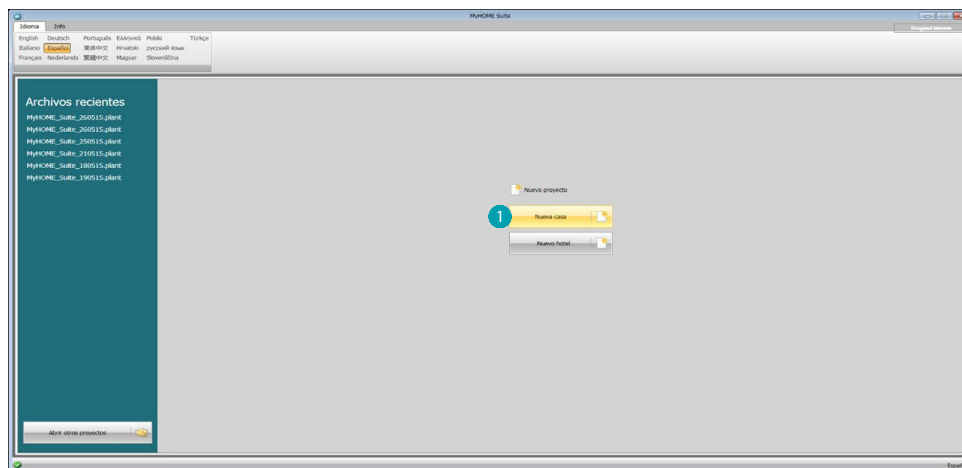 MyHOME Suite
Idioma Info
English Deutsch Português Ελληνικά Polski Türkçe
Italiano Español 简体中文 Hrvatski русский язык
Français Nederlands 繁體中文 Magyar Slovenščina
Archivos recientes
MyHOME_Suite_260515.plant
MyHOME_Suite_260515.plant
MyHOME_Suite_250515.plant
MyHOME_Suite_210515.plant
MyHOME_Suite_180515.plant
MyHOME_Suite_190515.plant
Nuevo proyecto
1 Nueva casa
Nuevo hotel
Abrir otros proyectos
Españ